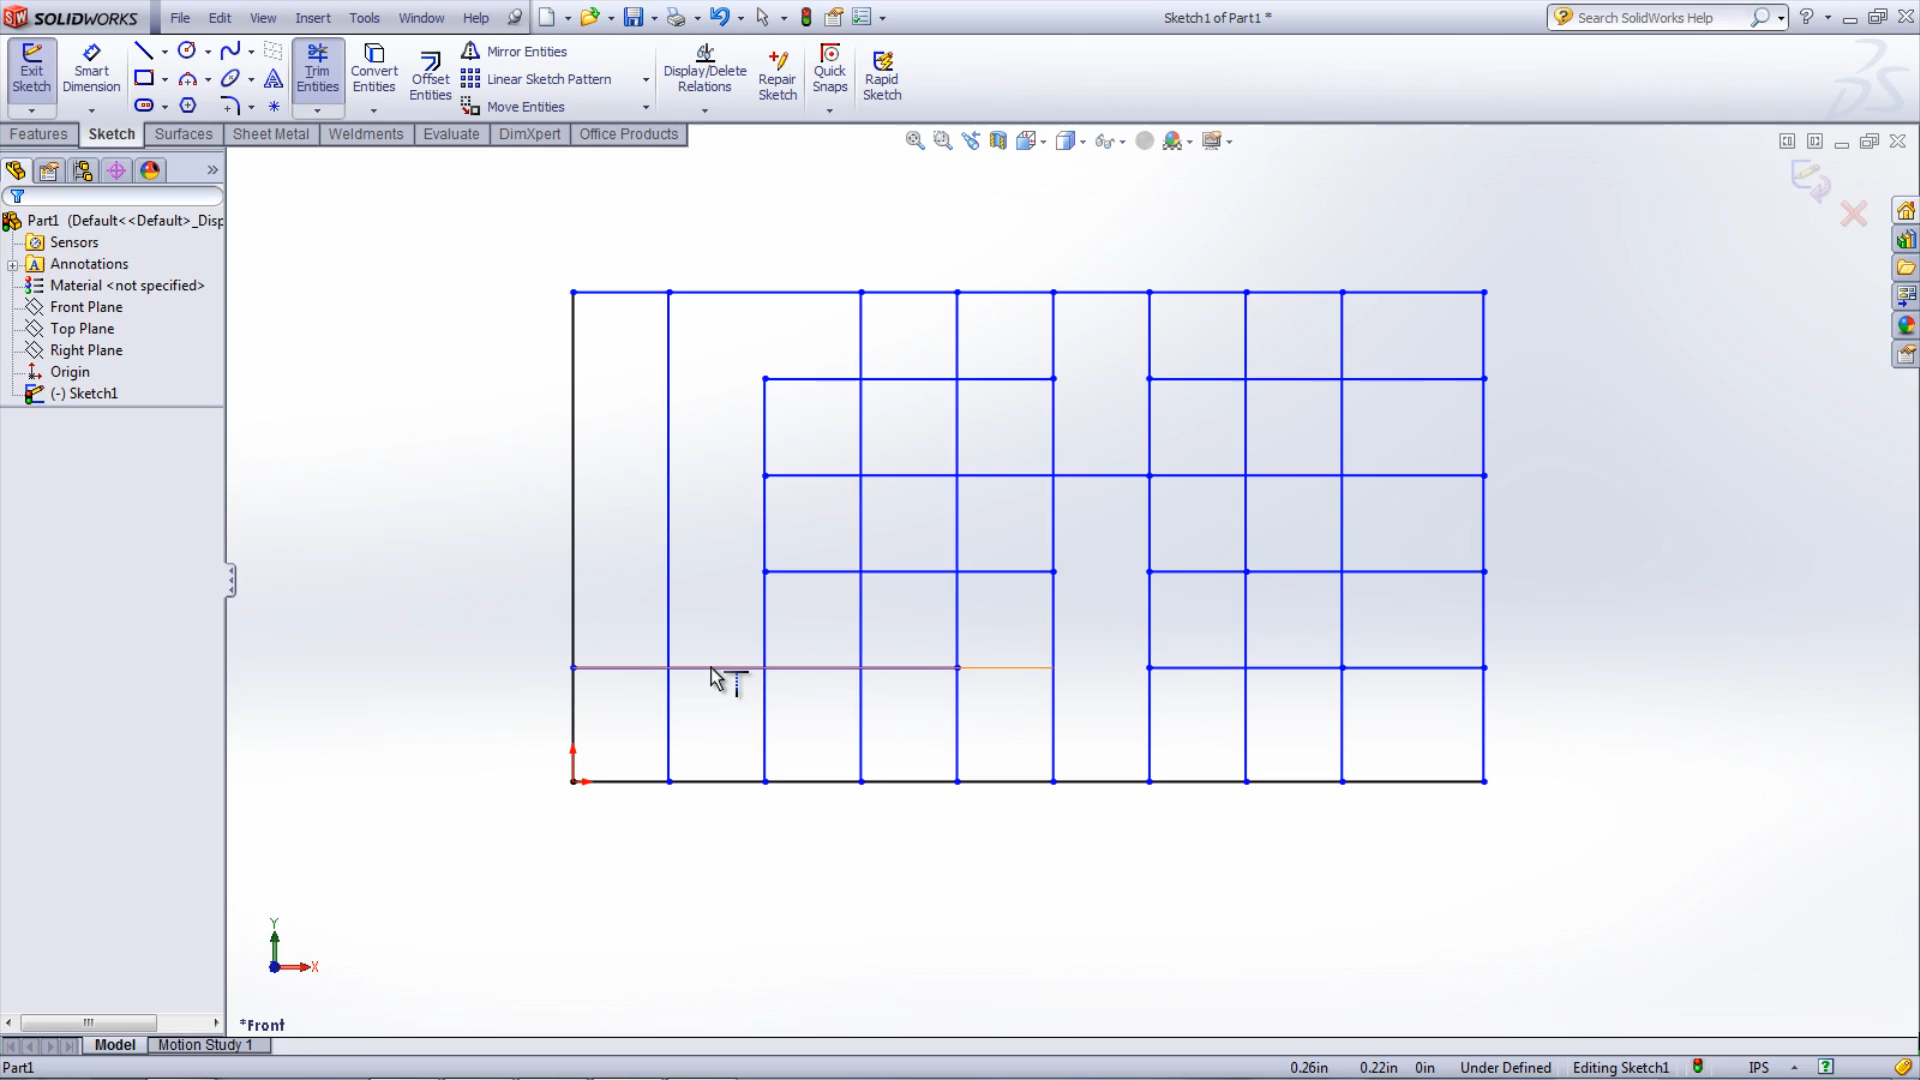 SOLIDWORKS File Edit View Insert Tools Window Help Sketch1 of Part1 * Search SolidWorks Help
Exit Sketch
Smart Dimension
Trim Entities
Convert Entities
Offset Entities
Mirror Entities
Linear Sketch Pattern
Move Entities
Display/Delete Relations
Repair Sketch
Quick Snaps
Rapid Sketch
Features Sketch Surfaces Sheet Metal Weldments Evaluate DimXpert Office Products
Part1 (Default<<Default>_Disp
Sensors
A Annotations
Material <not specified>
Front Plane
Top Plane
Right Plane
Origin
(-) Sketch1
Y
X
*Front
Model Motion Study 1
Part1 0.26in 0.22in 0in Under Defined Editing Sketch1 IPS